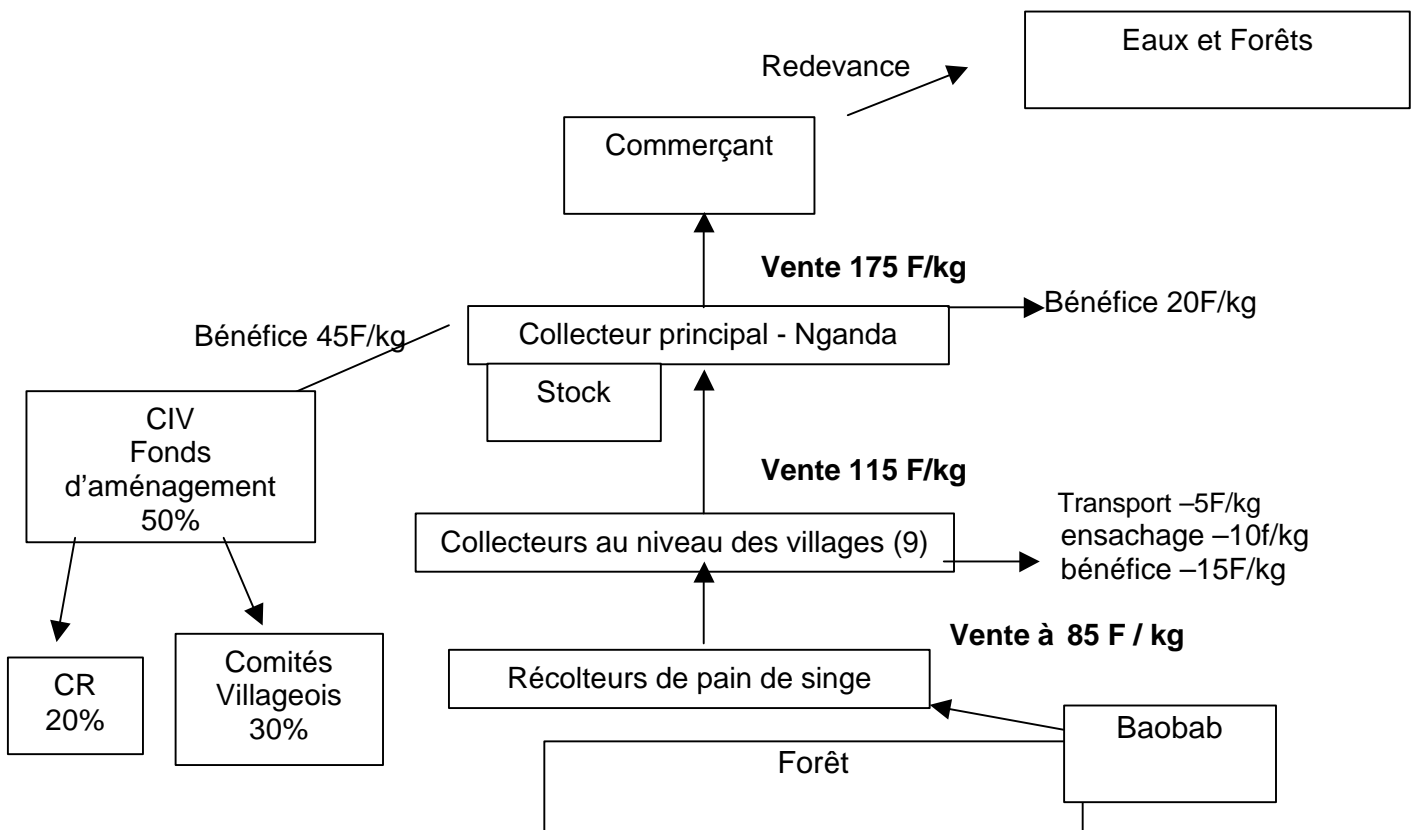 Eaux et Forêts
Redevance
Commerçant
Vente 175 F/kg
Bénéfice 20F/kg
Bénéfice 45F/kg
Collecteur principal - Nganda
Stock
CIV
Fonds
d'aménagement
50%
Vente 115 F/kg
Transport –5F/kg
ensachage –10f/kg
bénéfice –15F/kg
Collecteurs au niveau des villages (9)
Vente à 85 F / kg
CR
20%
Comités
Villageois
30%
Récolteurs de pain de singe
Baobab
Forêt